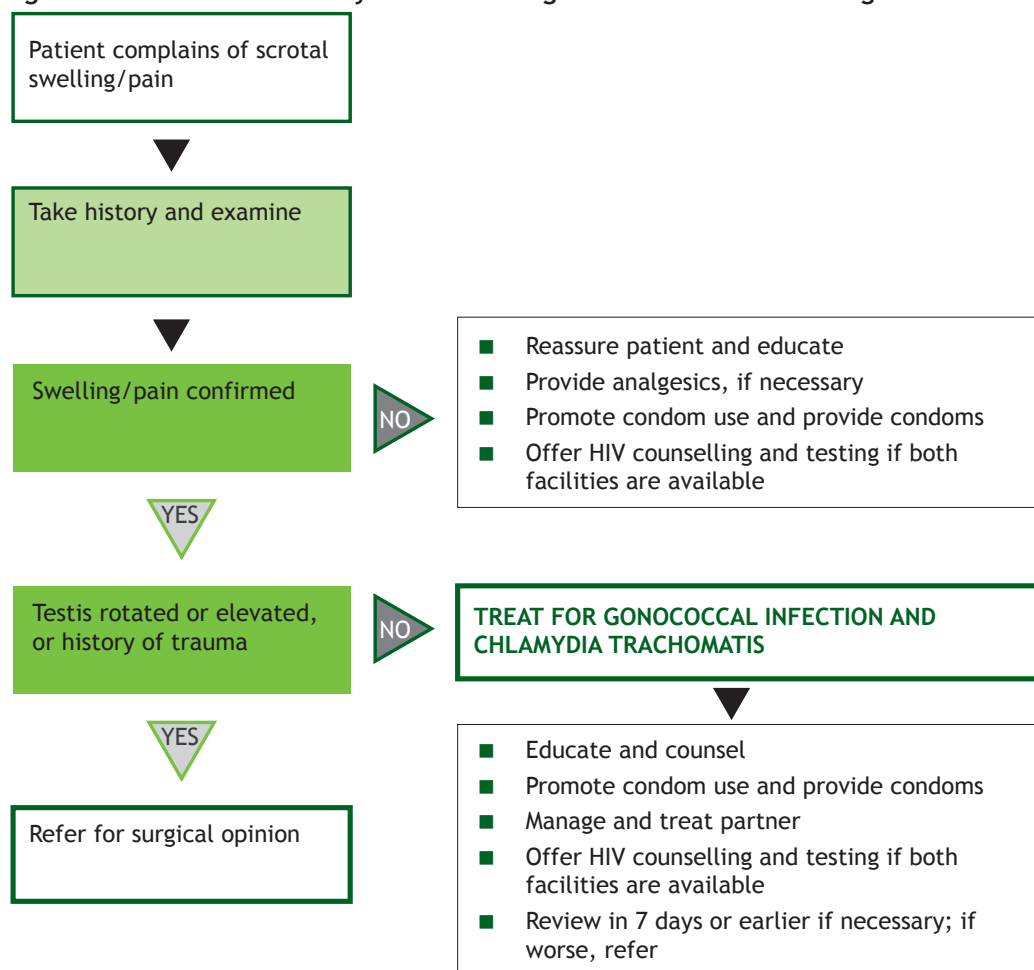 Patient complains of scrotal
swelling/pain
Take history and examine
Swelling/pain confirmed
NO
■ Reassure patient and educate
■ Provide analgesics, if necessary
■ Promote condom use and provide condoms
■ Offer HIV counselling and testing if both
facilities are available
YES
Testis rotated or elevated,
or history of trauma
NO
TREAT FOR GONOCOCCAL INFECTION AND
CHLAMYDIA TRACHOMATIS
YES
Refer for surgical opinion
■ Educate and counsel
■ Promote condom use and provide condoms
■ Manage and treat partner
■ Offer HIV counselling and testing if both
facilities are available
■ Review in 7 days or earlier if necessary; if
worse, refer